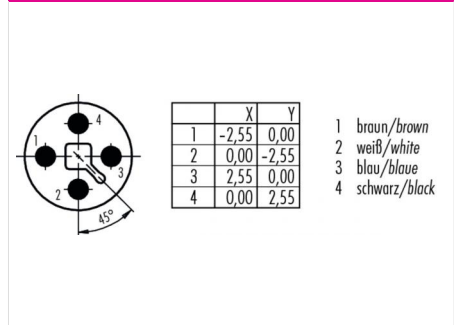 4
1
3
2
45°
X Y
1 -2,55 0,00
2 0,00 -2,55
3 2,55 0,00
4 0,00 2,55
1 braun/brown
2 weiß/white
3 blau/blaue
4 schwarz/black